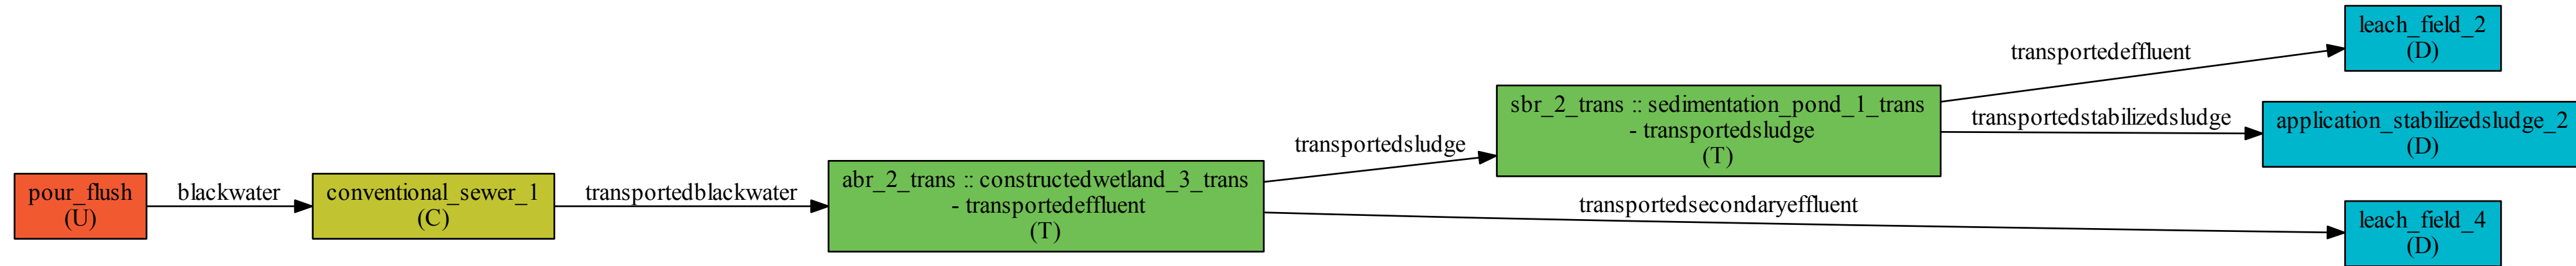 pour_flush
(U)
blackwater
conventional_sewer_1
(C)
transportedblackwater
abr_2_trans :: constructedwetland_3_trans
- transportedeffluent
(T)
transportedsludge
sbr_2_trans :: sedimentation_pond_1_trans
- transportedsludge
(T)
transportedsecondaryeffluent
transportedeffluent
transportedstabilizedsludge
leach_field_2
(D)
application_stabilizedsludge_2
(D)
leach_field_4
(D)